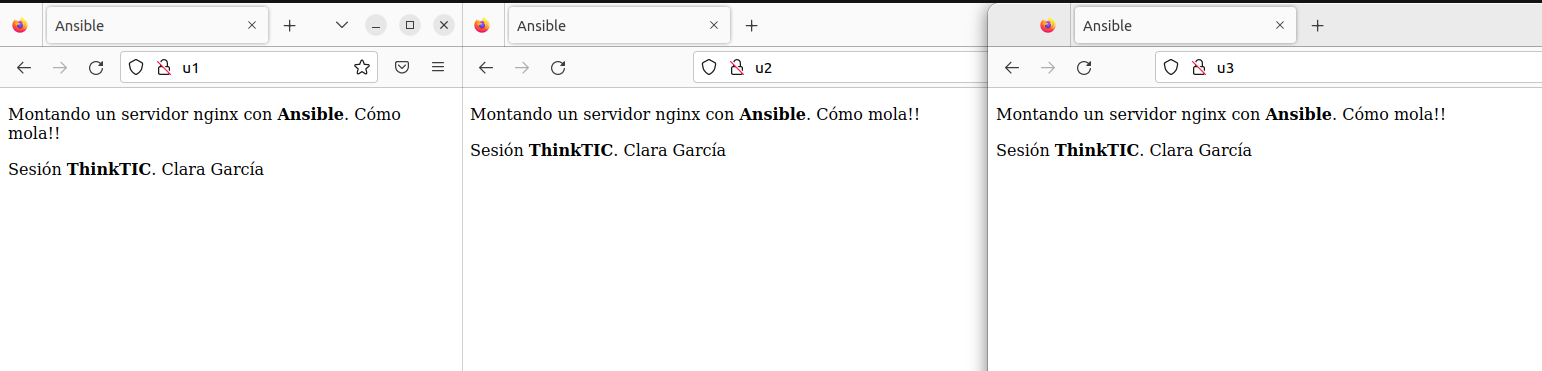 Ansible
u1
Montando un servidor nginx con Ansible. Cómo
mola!!
Sesión ThinkTIC. Clara García
Ansible
u2
Montando un servidor nginx con Ansible. Cómo mola!!
Sesión ThinkTIC. Clara García
Ansible
u3
Montando un servidor nginx con Ansible. Cómo mola!!
Sesión ThinkTIC. Clara García